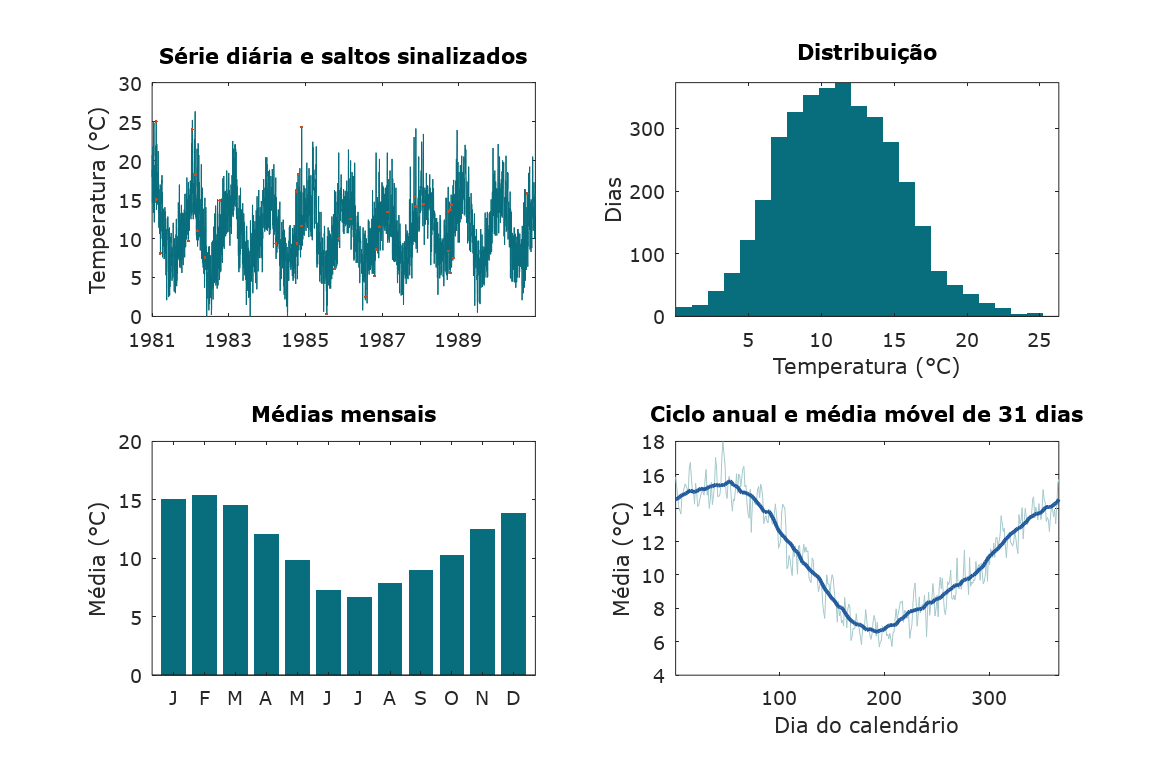 Série diária e saltos sinalizados
Temperatura (°C)
30
25
20
15
10
5
0
1981 1983 1985 1987 1989
Distribuição
Dias
300
200
100
0
5 10 15 20 25
Temperatura (°C)
Médias mensais
Média (°C)
20
15
10
5
0
J F M A M J J A S O N D
Ciclo anual e média móvel de 31 dias
Média (°C)
18
16
14
12
10
8
6
4
100 200 300
Dia do calendário